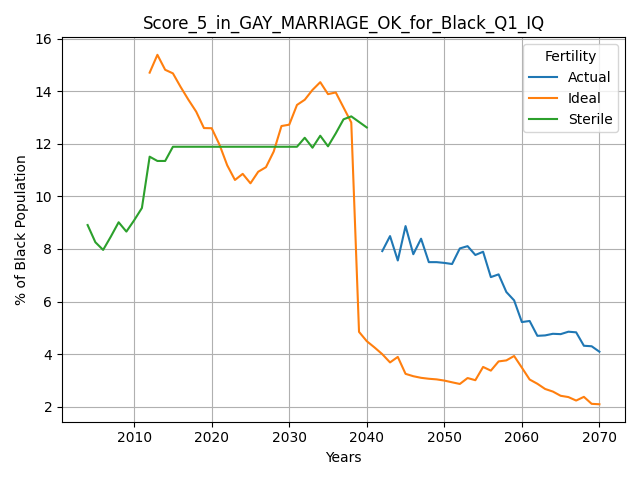 Score_5_in_GAY_MARRIAGE_OK_for_Black_Q1_IQ
Fertility
Actual
Ideal
Sterile
% of Black Population
16
14
12
10
8
6
4
2
2010 2020 2030 2040 2050 2060 2070
Years